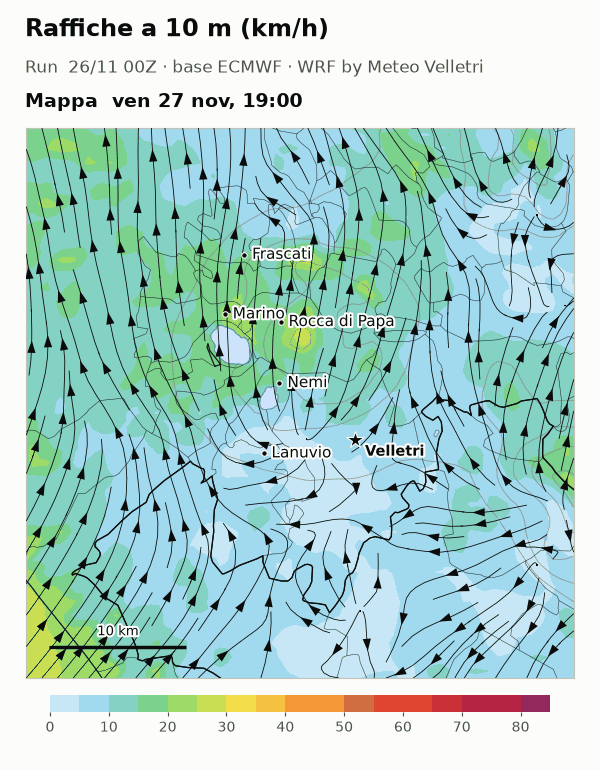 Raffiche a 10 m (km/h)
Run  26/11 00Z · base ECMWF · WRF by Meteo Velletri
Mappa  ven 27 nov, 19:00
Frascati
Marino
Rocca di Papa
Nemi
Lanuvio
Velletri
10 km
0 10 20 30 40 50 60 70 80